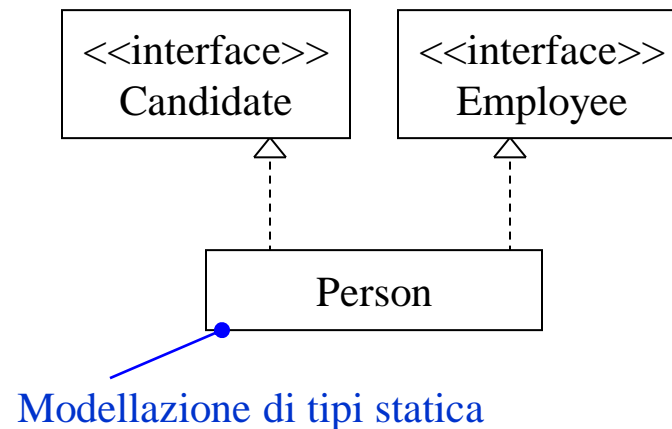 <<interface>>
Candidate
<<interface>>
Employee
Person
Modellazione di tipi statica